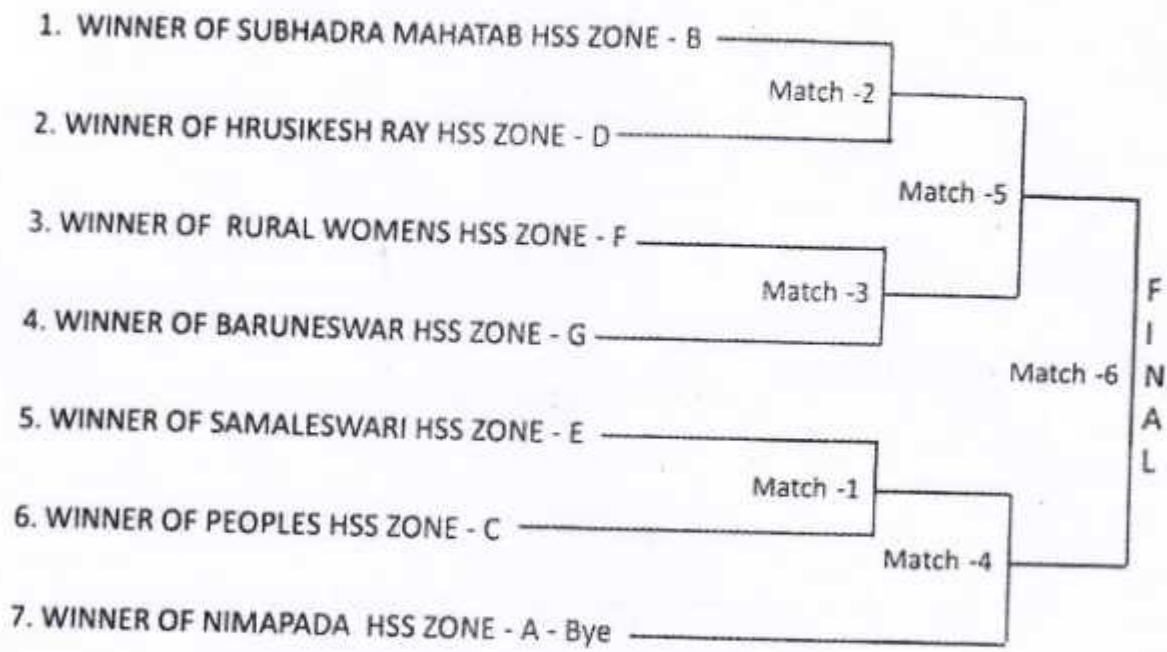 1. WINNER OF SUBHADRA MAHATAB HSS ZONE - B
Match -2
2. WINNER OF HRUSIKESH RAY HSS ZONE - D
Match -5
3. WINNER OF RURAL WOMENS HSS ZONE - F
Match -3
4. WINNER OF BARUNESWAR HSS ZONE - G
Match -6
FINAL
5. WINNER OF SAMALESWARI HSS ZONE - E
Match -1
6. WINNER OF PEOPLES HSS ZONE - C
Match -4
7. WINNER OF NIMAPADA HSS ZONE - A - Bye